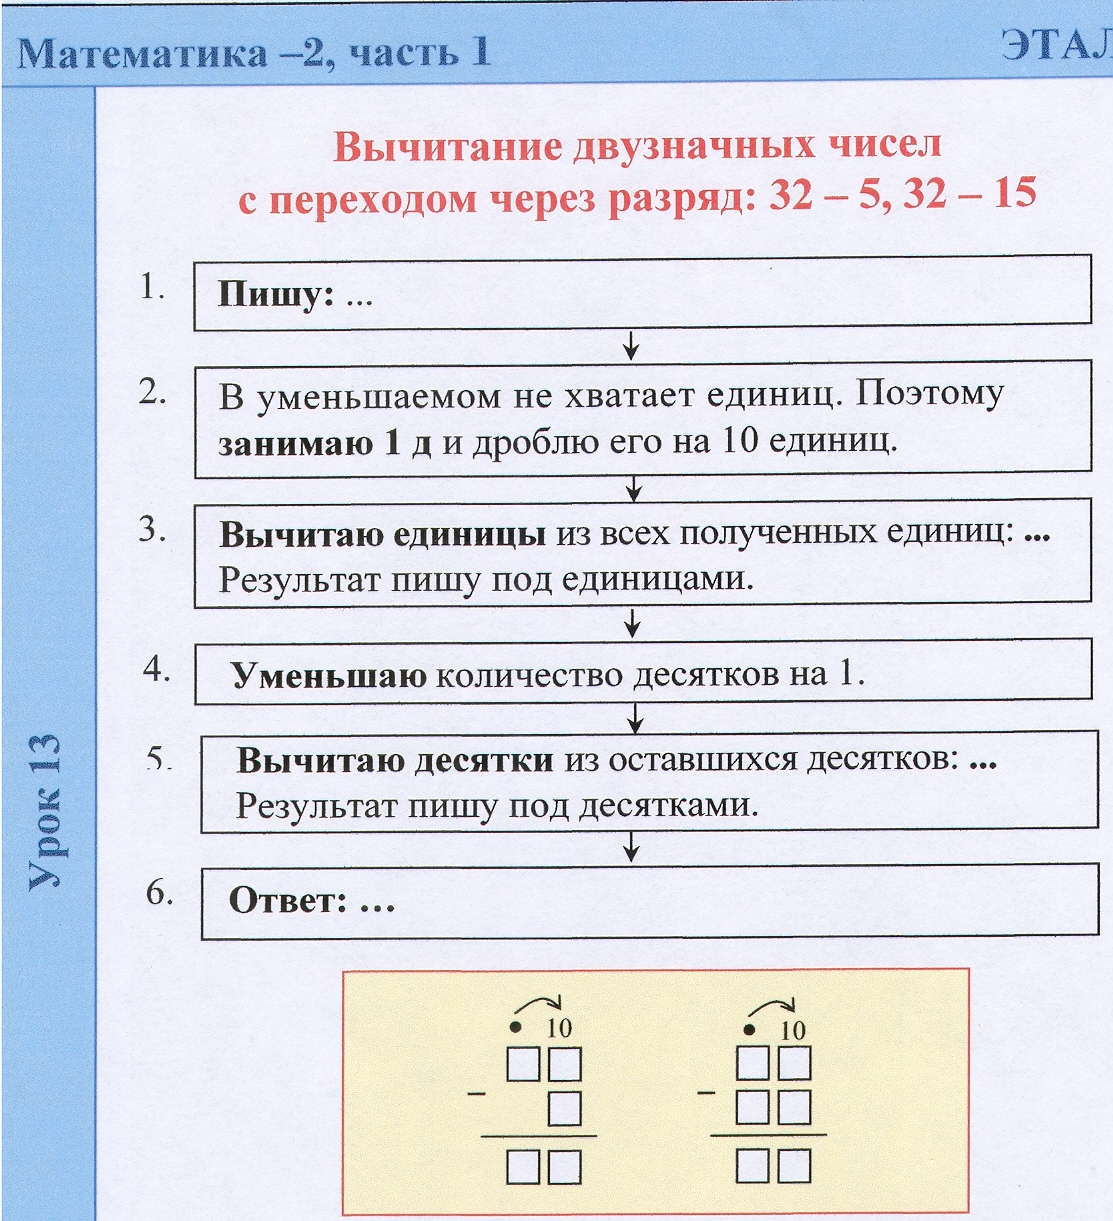 Математика –2, часть 1
ЭТАЛ
Вычитание двузначных чисел
с переходом через разряд: 32 – 5, 32 – 15
1. Пишу: ...
2. В уменьшаемом не хватает единиц. Поэтому
занимаю 1 д и дроблю его на 10 единиц.
3. Вычитаю единицы из всех полученных единиц: ...
Результат пишу под единицами.
4. Уменьшаю количество десятков на 1.
5. Вычитаю десятки из оставшихся десятков: ...
Результат пишу под десятками.
6. Ответ: ...
Урок 13
• 10
• 10
–
–